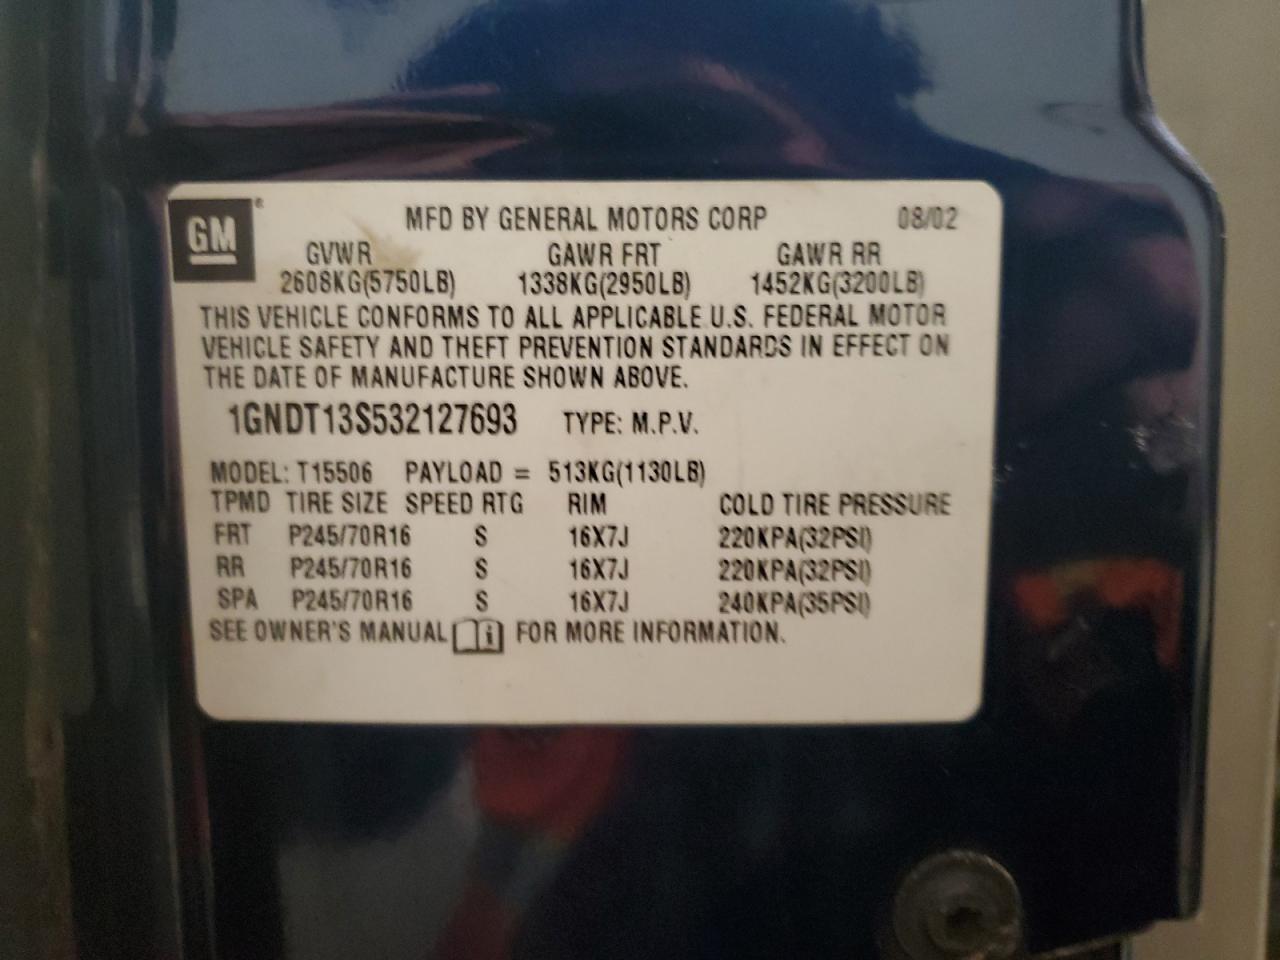 GM® MFD BY GENERAL MOTORS CORP 08/02
GVWR GAWR FRT GAWR RR
2608KG(5750LB) 1338KG(2950LB) 1452KG(3200LB)
THIS VEHICLE CONFORMS TO ALL APPLICABLE U.S. FEDERAL MOTOR
VEHICLE SAFETY AND THEFT PREVENTION STANDARDS IN EFFECT ON
THE DATE OF MANUFACTURE SHOWN ABOVE.
1GNDT13S532127693 TYPE: M.P.V.
MODEL: T15506 PAYLOAD = 513KG(1130LB)
TPMD TIRE SIZE SPEED RTG RIM COLD TIRE PRESSURE
FRT P245/70R16 S 16X7J 220KPA(32PSI)
RR P245/70R16 S 16X7J 220KPA(32PSI)
SPA P245/70R16 S 16X7J 240KPA(35PSI)
SEE OWNER'S MANUAL i FOR MORE INFORMATION.